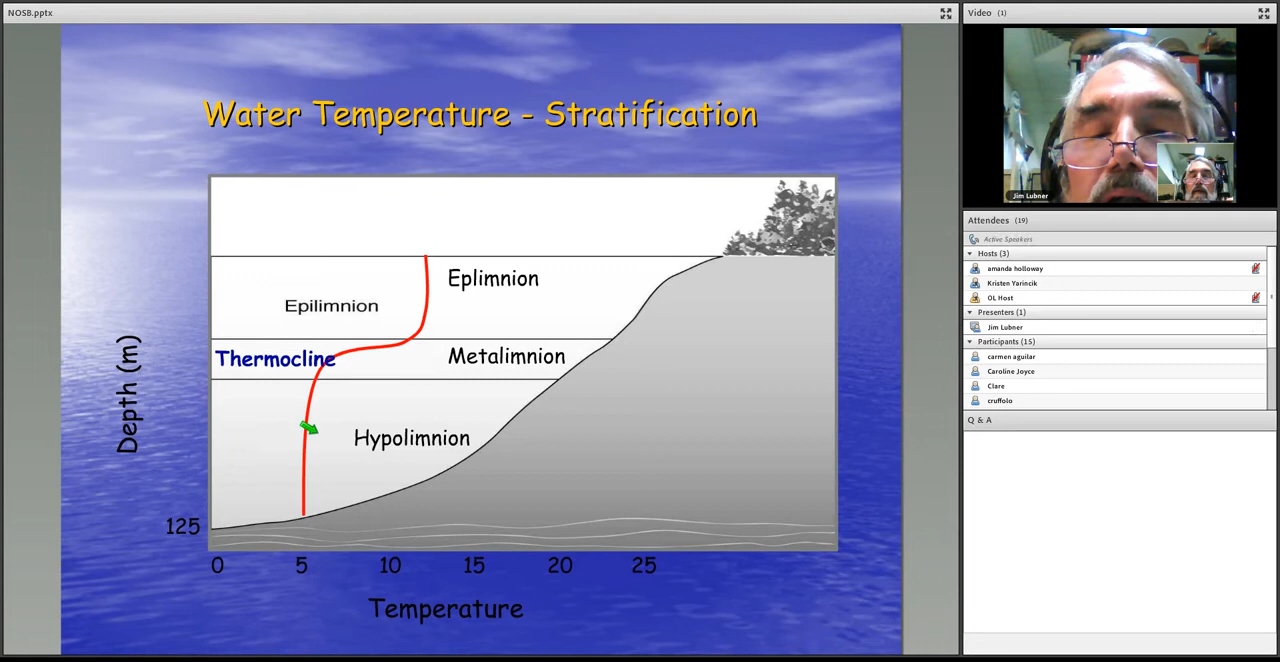 NOSB.pptx
Water Temperature - Stratification
Eplimnion
Epilimnion
Thermocline
Metalimnion
Hypolimnion
Depth (m)
125
0 5 10 15 20 25
Temperature
Video (1)
Jim Lubner
Attendees (19)
Active Speakers
Hosts (3)
amanda holloway
Kristen Yarincik
OL Host
Presenters (1)
Jim Lubner
Participants (15)
carmen aguilar
Caroline Joyce
Clare
cruffolo
Q & A